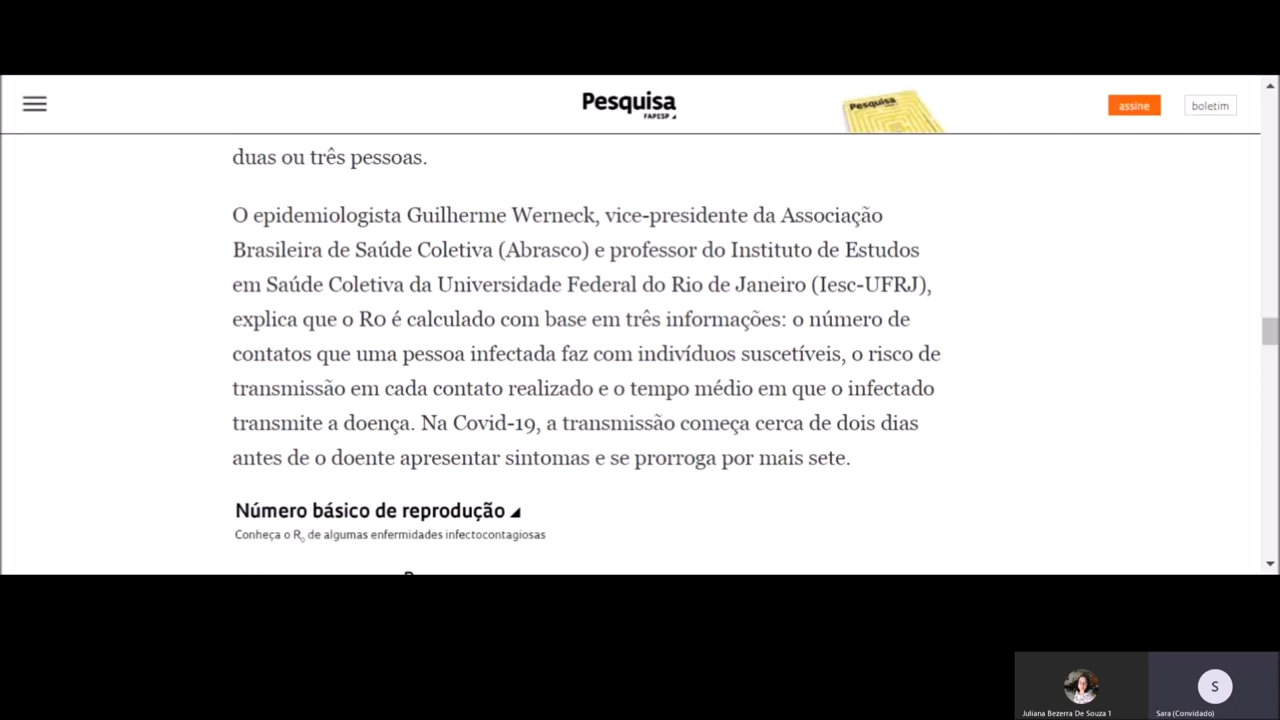 Pesquisa
FAPESP
Pesquisa
assine
boletim
duas ou três pessoas.
O epidemiologista Guilherme Werneck, vice-presidente da Associação
Brasileira de Saúde Coletiva (Abrasco) e professor do Instituto de Estudos
em Saúde Coletiva da Universidade Federal do Rio de Janeiro (Iesc-UFRJ),
explica que o R0 é calculado com base em três informações: o número de
contatos que uma pessoa infectada faz com indivíduos suscetíveis, o risco de
transmissão em cada contato realizado e o tempo médio em que o infectado
transmite a doença. Na Covid-19, a transmissão começa cerca de dois dias
antes de o doente apresentar sintomas e se prorroga por mais sete.
Número básico de reprodução
Conheça o R0 de algumas enfermidades infectocontagiosas
S
Juliana Bezerra De Souza 1
Sara (Convidado)